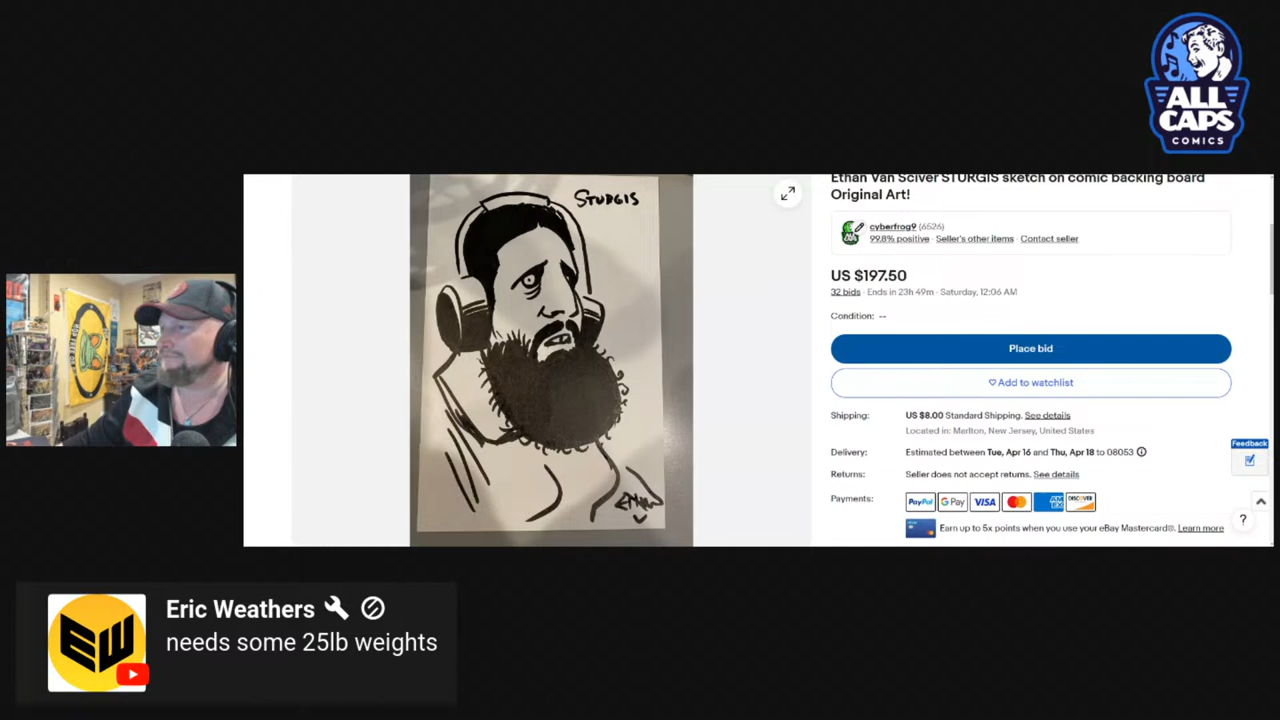 ALL
CAPS
COMICS
STURGIS
ETHAN
Ethan Van Sciver STURGIS sketch on comic backing board
Original Art!
cyberfrog9 (6526)
99.8% positive · Seller's other items · Contact seller
US $197.50
32 bids · Ends in 23h 49m · Saturday, 12:06 AM
Condition: --
Place bid
Add to watchlist
Shipping: US $8.00 Standard Shipping. See details
Located in: Marlton, New Jersey, United States
Delivery: Estimated between Tue, Apr 16 and Thu, Apr 18 to 08053
Returns: Seller does not accept returns. See details
Payments: PayPal G Pay VISA AM EX DISCOVER
Earn up to 5x points when you use your eBay Mastercard®. Learn more
Feedback
?
EW
Eric Weathers
needs some 25lb weights